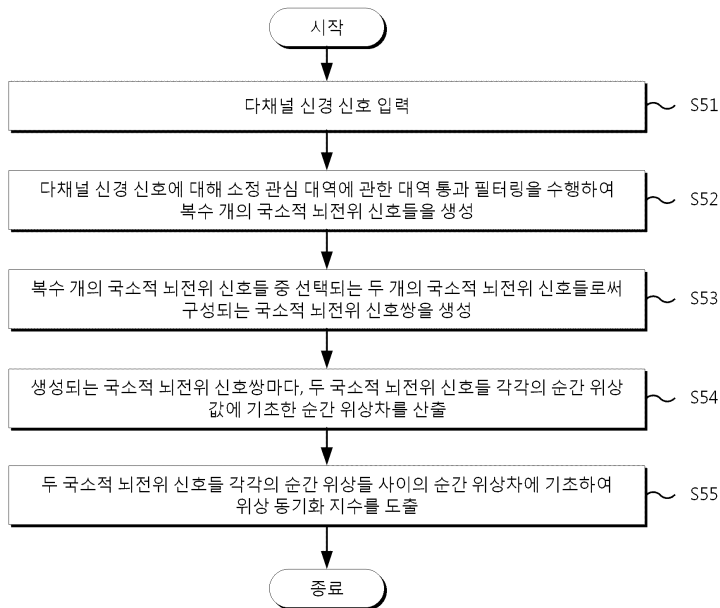 시작
다채널 신경 신호 입력
S51
다채널 신경 신호에 대해 소정 관심 대역에 관한 대역 통과 필터링을 수행하여
복수 개의 국소적 뇌전위 신호들을 생성
S52
복수 개의 국소적 뇌전위 신호들 중 선택되는 두 개의 국소적 뇌전위 신호들로써
구성되는 국소적 뇌전위 신호쌍을 생성
S53
생성되는 국소적 뇌전위 신호쌍마다, 두 국소적 뇌전위 신호들 각각의 순간 위상
값에 기초한 순간 위상차를 산출
S54
두 국소적 뇌전위 신호들 각각의 순간 위상들 사이의 순간 위상차에 기초하여
위상 동기화 지수를 도출
S55
종료